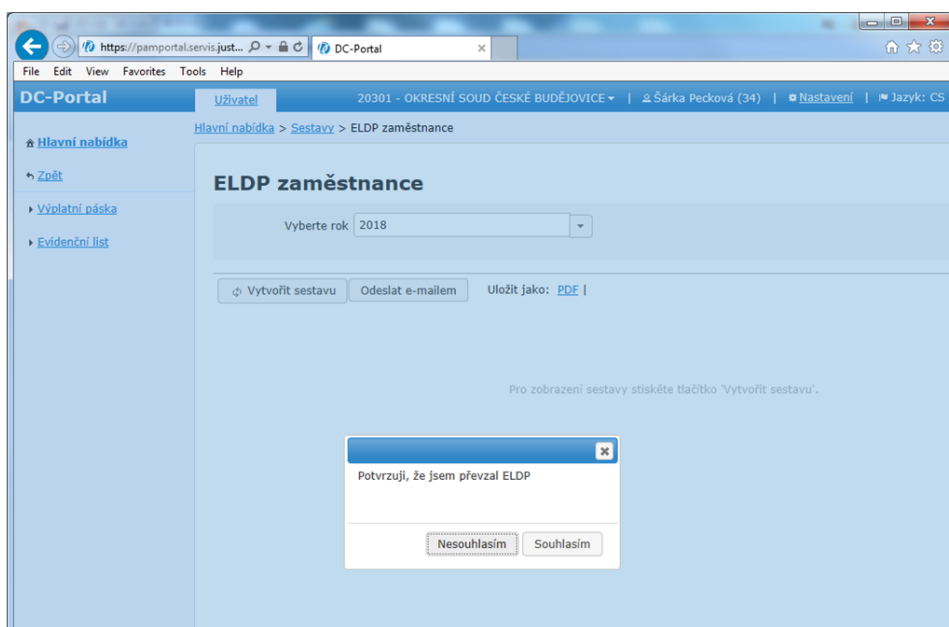 https://pamportal.servis.just...
DC-Portal
File Edit View Favorites Tools Help
DC-Portal
Uživatel
20301 - OKRESNÍ SOUD ČESKÉ BUDĚJOVICE | Šárka Pecková (34) | Nastavení | Jazyk: CS
Hlavní nabídka > Sestavy > ELDP zaměstnance
Hlavní nabídka
Zpět
Výplatní páska
Evidenční list
ELDP zaměstnance
Vyberte rok 2018
Vytvořit sestavu Odeslat e-mailem Uložit jako: PDF |
Pro zobrazení sestavy stiskěte tlačítko 'Vytvořit sestavu'.
Potvrzuji, že jsem převzal ELDP
Nesouhlasím Souhlasím